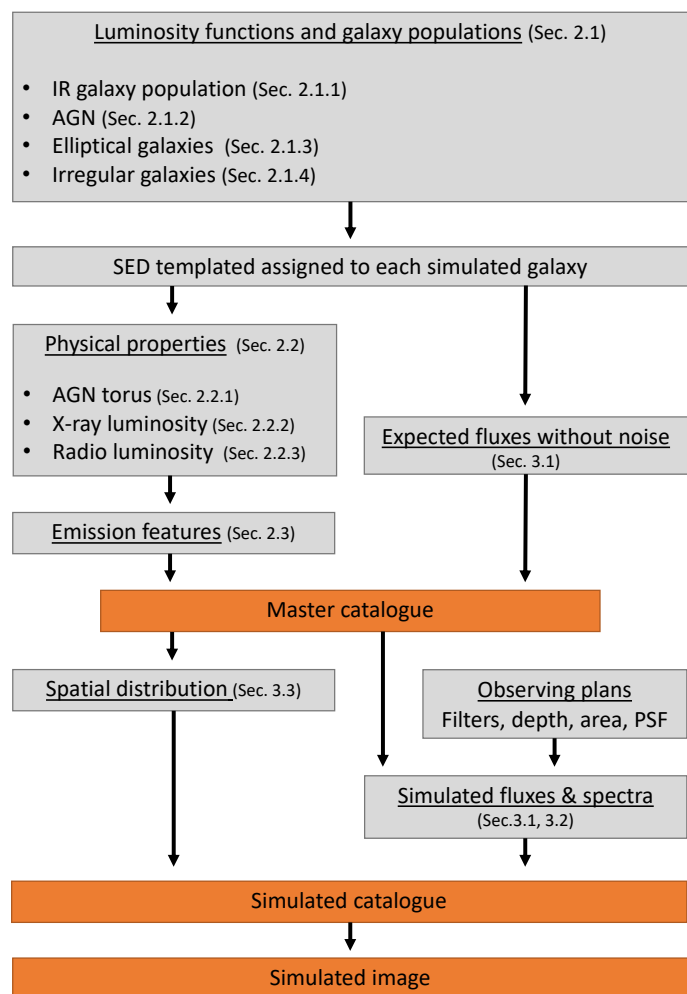 Luminosity functions and galaxy populations (Sec. 2.1)
• IR galaxy population (Sec. 2.1.1)
• AGN (Sec. 2.1.2)
• Elliptical galaxies (Sec. 2.1.3)
• Irregular galaxies (Sec. 2.1.4)
SED templated assigned to each simulated galaxy
Physical properties (Sec. 2.2)
• AGN torus (Sec. 2.2.1)
• X-ray luminosity (Sec. 2.2.2)
• Radio luminosity (Sec. 2.2.3)
Expected fluxes without noise
(Sec. 3.1)
Emission features (Sec. 2.3)
Master catalogue
Spatial distribution (Sec. 3.3)
Observing plans
Filters, depth, area, PSF
Simulated fluxes & spectra
(Sec.3.1, 3.2)
Simulated catalogue
Simulated image